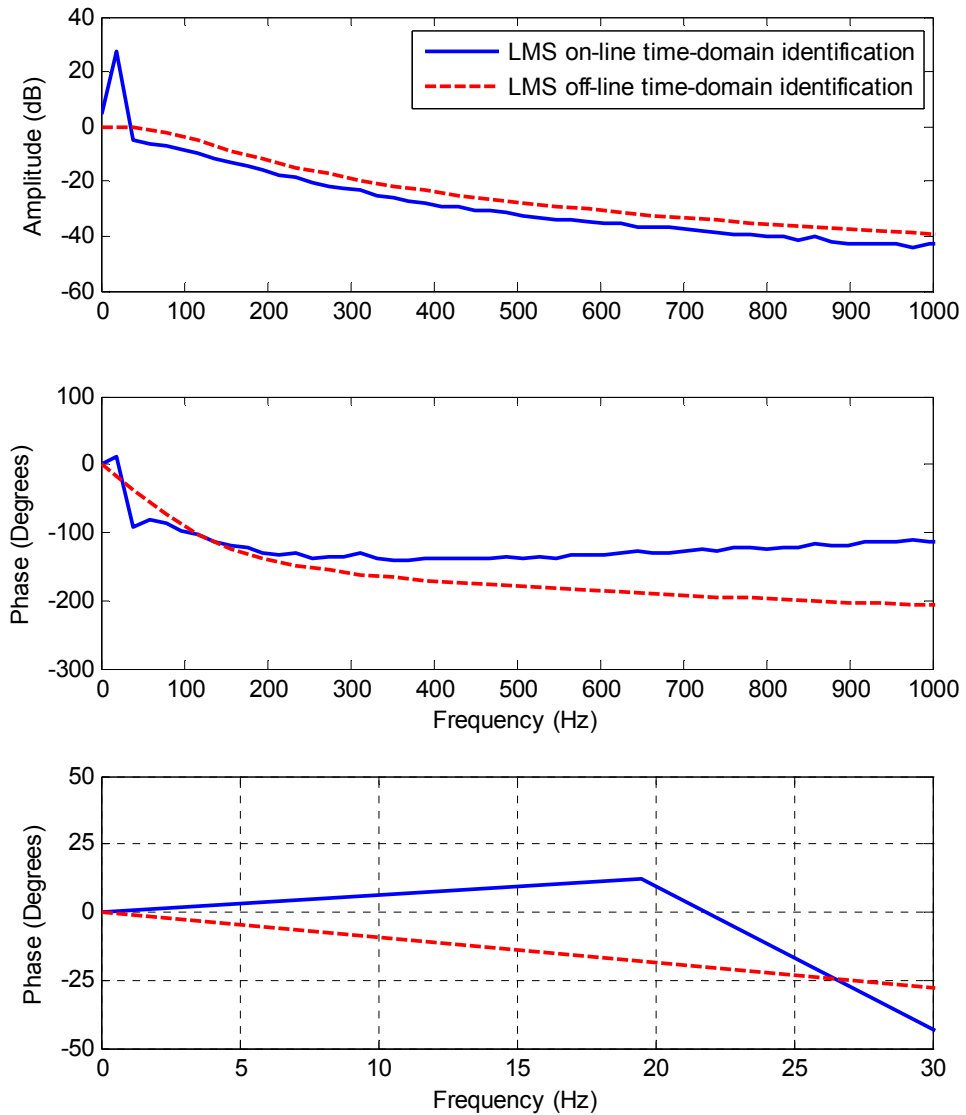 40
20
0
-20
-40
-60
Amplitude (dB)
LMS on-line time-domain identification
LMS off-line time-domain identification
0 100 200 300 400 500 600 700 800 900 1000
100
0
-100
-200
-300
Phase (Degrees)
0 100 200 300 400 500 600 700 800 900 1000
Frequency (Hz)
50
25
0
-25
-50
Phase (Degrees)
0 5 10 15 20 25 30
Frequency (Hz)